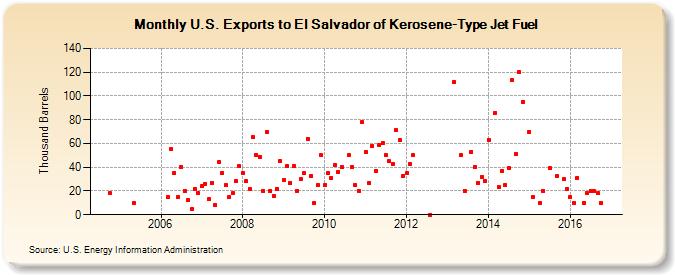 Monthly U.S. Exports to El Salvador of Kerosene-Type Jet Fuel
Thousand Barrels
140
120
100
80
60
40
20
0
2006 2008 2010 2012 2014 2016
Source: U.S. Energy Information Administration